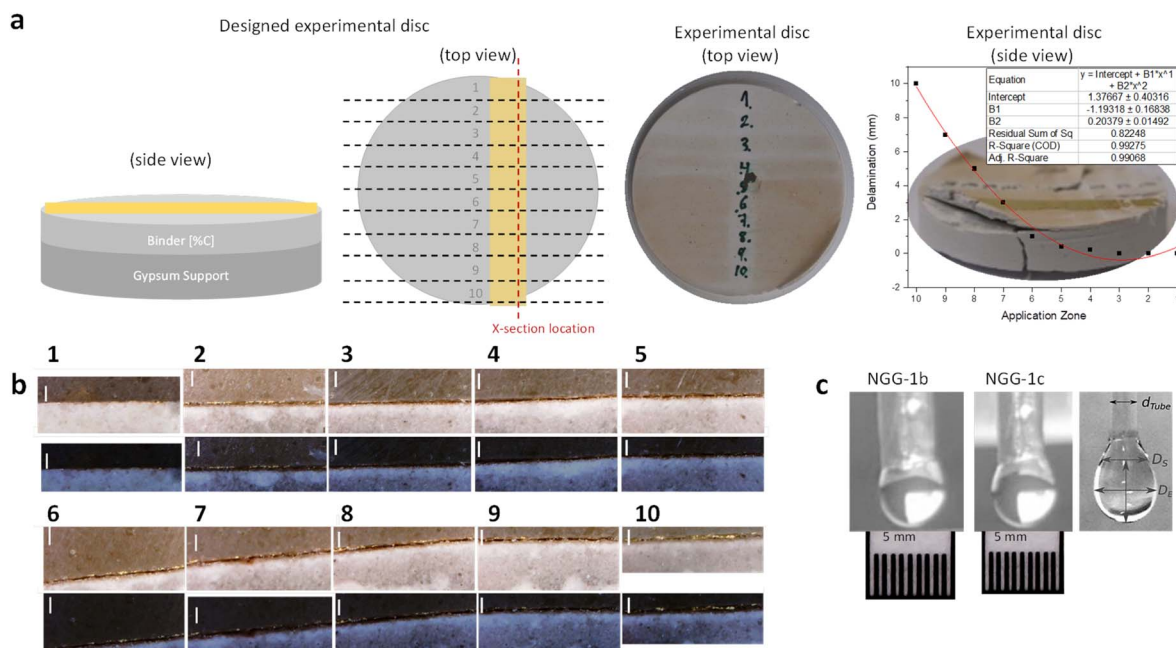 a
Designed experimental disc
(side view)
Binder [%C]
Gypsum Support
(top view)
1
2
3
4
5
6
7
8
9
10
X-section location
Experimental disc
(top view)
1.
2.
3.
4.
5.
6.
7.
8.
9.
10.
Experimental disc
(side view)
Equation y = Intercept + B1*x^1 + B2*x^2
Intercept 1.37667 ± 0.40316
B1 -1.19318 ± 0.16838
B2 0.20379 ± 0.01492
Residual Sum of Sq 0.82248
R-Square (COD) 0.99275
Adj. R-Square 0.99068
Delamination (mm)
10
8
6
4
2
0
-2
10 9 8 7 6 5 4 3 2
Application Zone
b
1 2 3 4 5
6 7 8 9 10
c
NGG-1b NGG-1c
d Tube
D S
D E
5 mm 5 mm